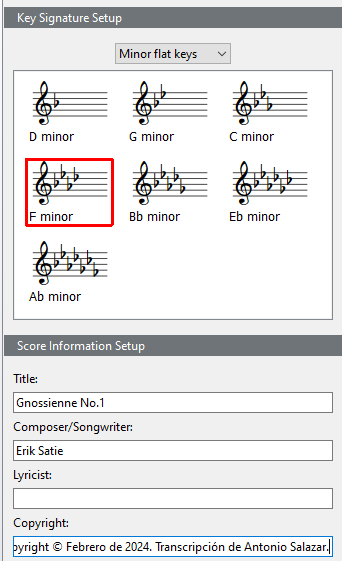 Key Signature Setup
Minor flat keys
D minor G minor C minor
F minor Bb minor Eb minor
Ab minor
Score Information Setup
Title:
Gnossienne No.1
Composer/Songwriter:
Erik Satie
Lyricist:
Copyright:
pyright © Febrero de 2024. Transcripción de Antonio Salazar.